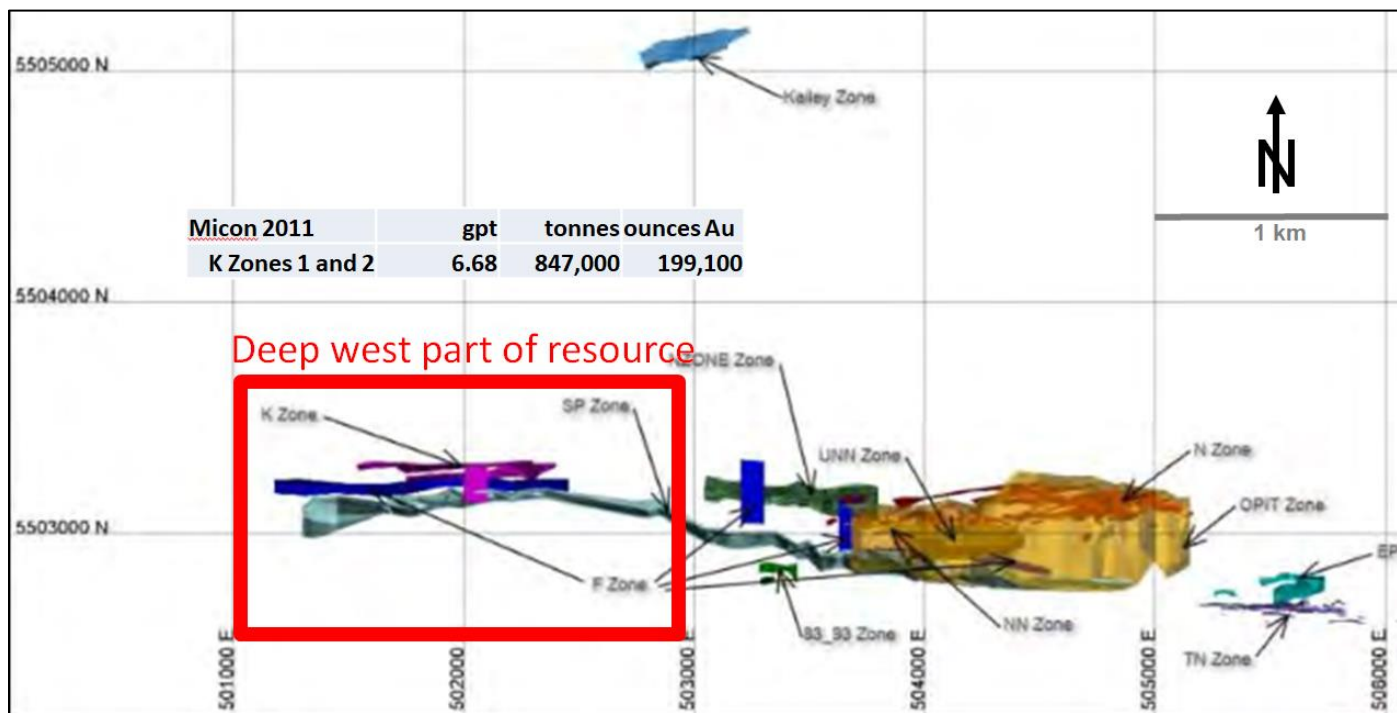 5505000 N
Kailey Zone
N
1 km
Micon 2011 gpt tonnes ounces Au
K Zones 1 and 2 6.68 847,000 199,100
5504000 N
Deep west part of resource
K Zone
SP Zone
UNN Zone
N Zone
OPIT Zone
5503000 N
F Zone
NN Zone
TN Zone
501000 E
502000
503000 E
504000 E
505000 E
506000 E